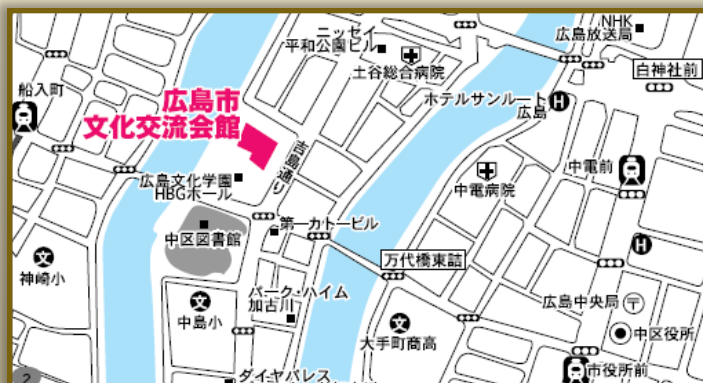 ニッセイ
平和公園ビル
土谷総合病院
NHK
広島放送局
白神社前
船入町
広島市
文化交流会館
ホテルサンルート
広島
吉島通り
中電前
広島文化学園
HBGホール
中電病院
中区図書館
第一カトービル
万代橋東詰
神崎小
パーク・ハイム
加古川
中島小
広島中央局
中区役所
大手町商高
市役所前
ダイヤパレス
2
文
文
文
H
H